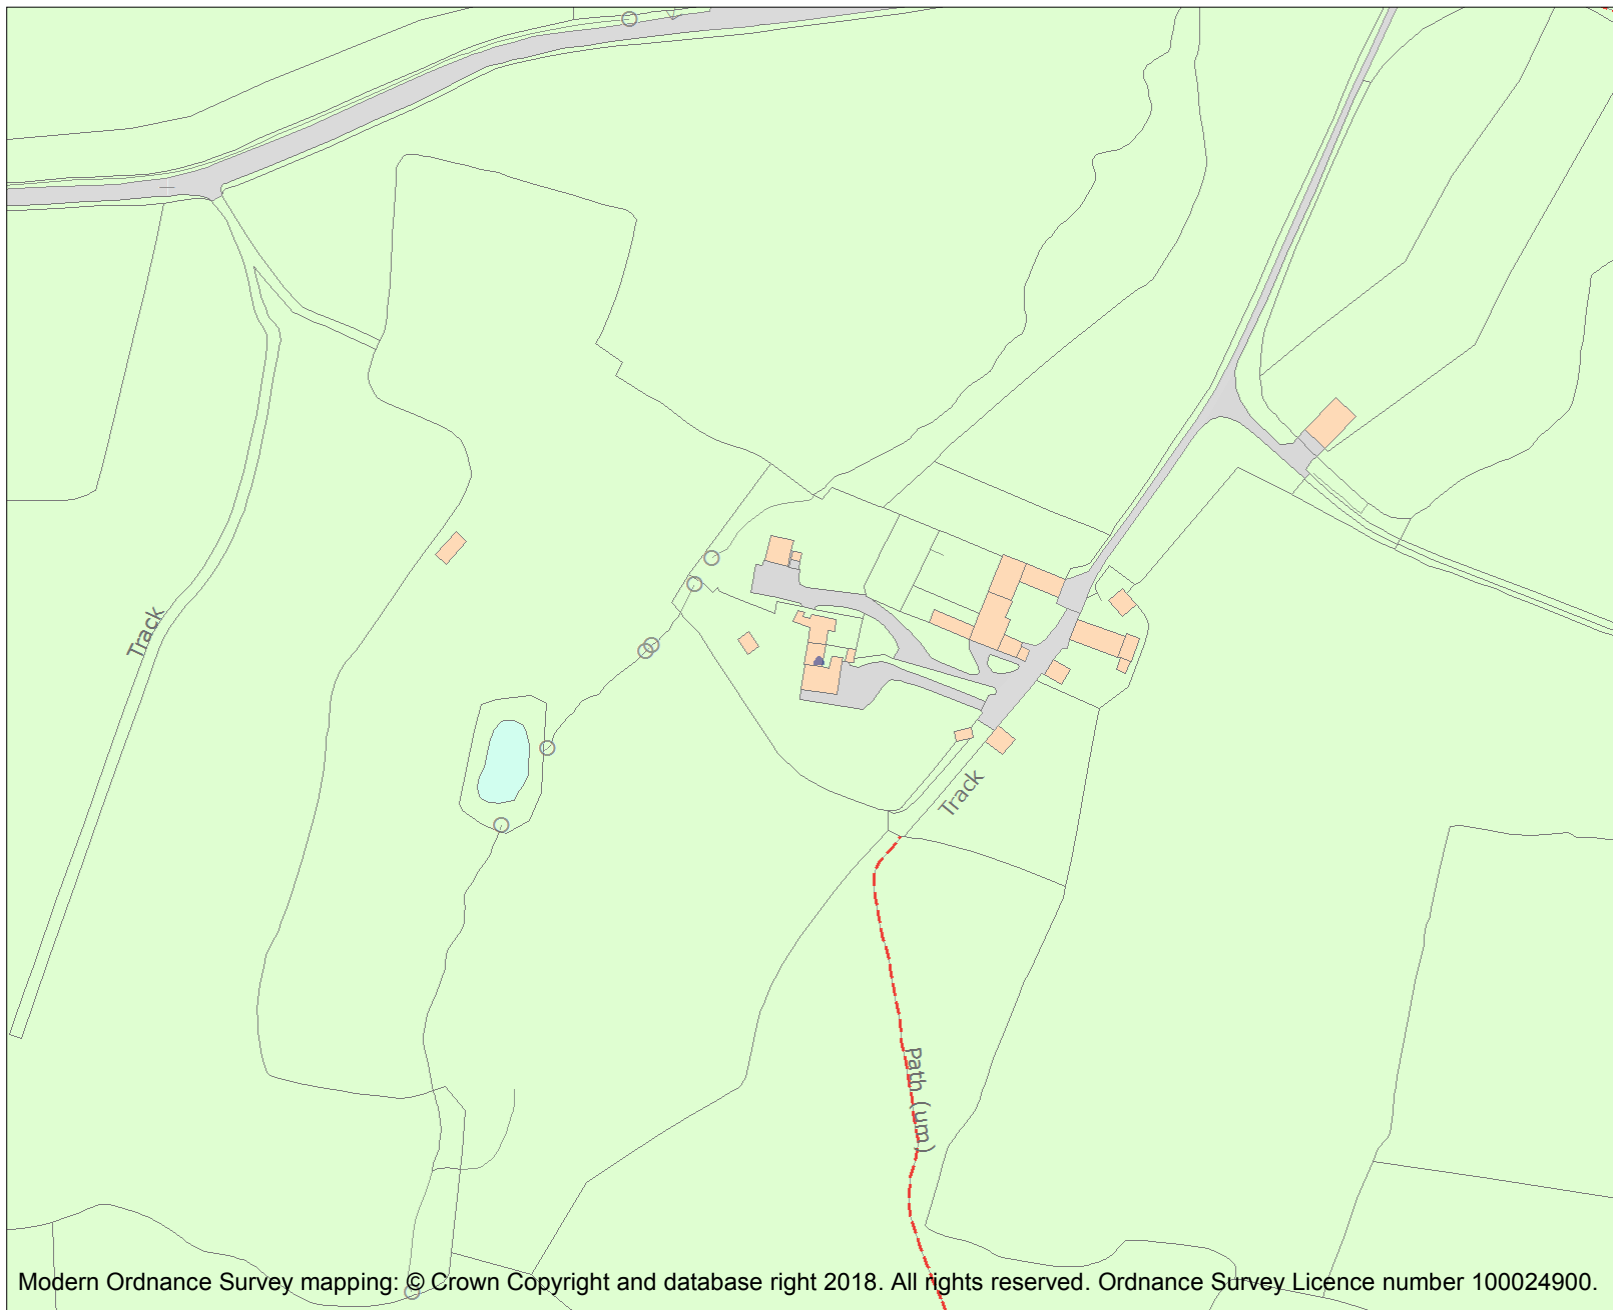 Track
Track
Path (um)
Modern Ordnance Survey mapping: © Crown Copyright and database right 2018. All rights reserved. Ordnance Survey Licence number 100024900.